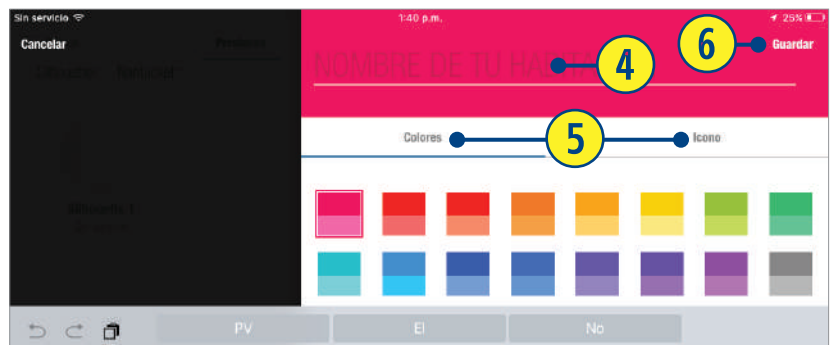 Sin servicio 1:40 p.m. 25%
Cancelar Guardar
6
NOMBRE DE TU HABITA
4
Colores 5 Icono
PV El No